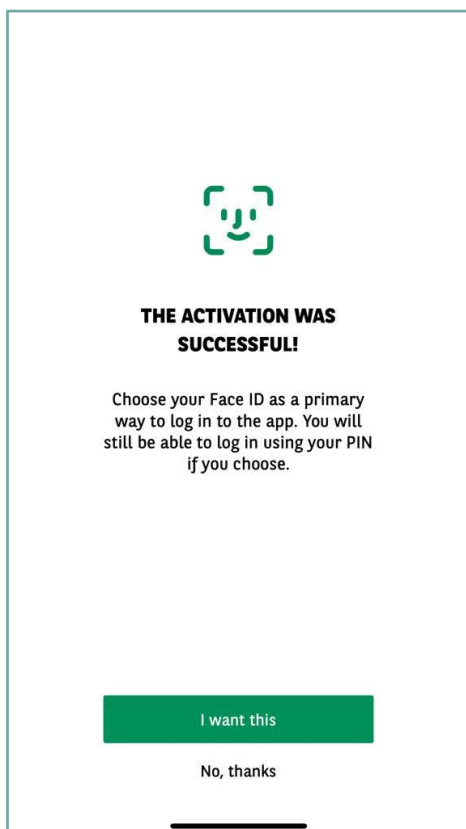 THE ACTIVATION WAS
SUCCESSFUL!
Choose your Face ID as a primary
way to log in to the app. You will
still be able to log in using your PIN
if you choose.
I want this
No, thanks